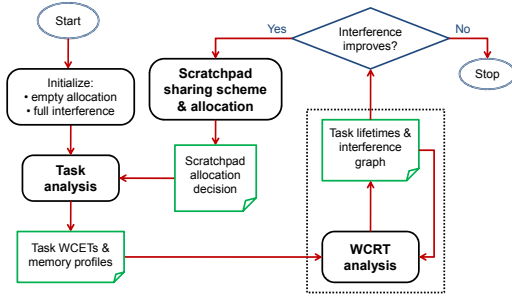 Start
Yes
Interference
improves?
No
Stop
Initialize:
• empty allocation
• full interference
Scratchpad
sharing scheme
& allocation
Task lifetimes &
interference
graph
Task
analysis
Scratchpad
allocation
decision
Task WCETs &
memory profiles
WCRT
analysis